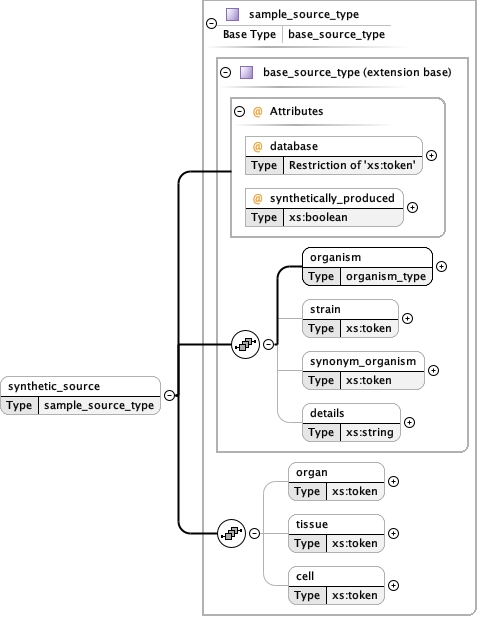 sample_source_type
Base Type base_source_type
base_source_type (extension base)
@ Attributes
@ database
Type Restriction of 'xs:token'
@ synthetically_produced
Type xs:boolean
organism
Type organism_type
strain
Type xs:token
synonym_organism
Type xs:token
synthetic_source
Type sample_source_type
details
Type xs:string
organ
Type xs:token
tissue
Type xs:token
cell
Type xs:token